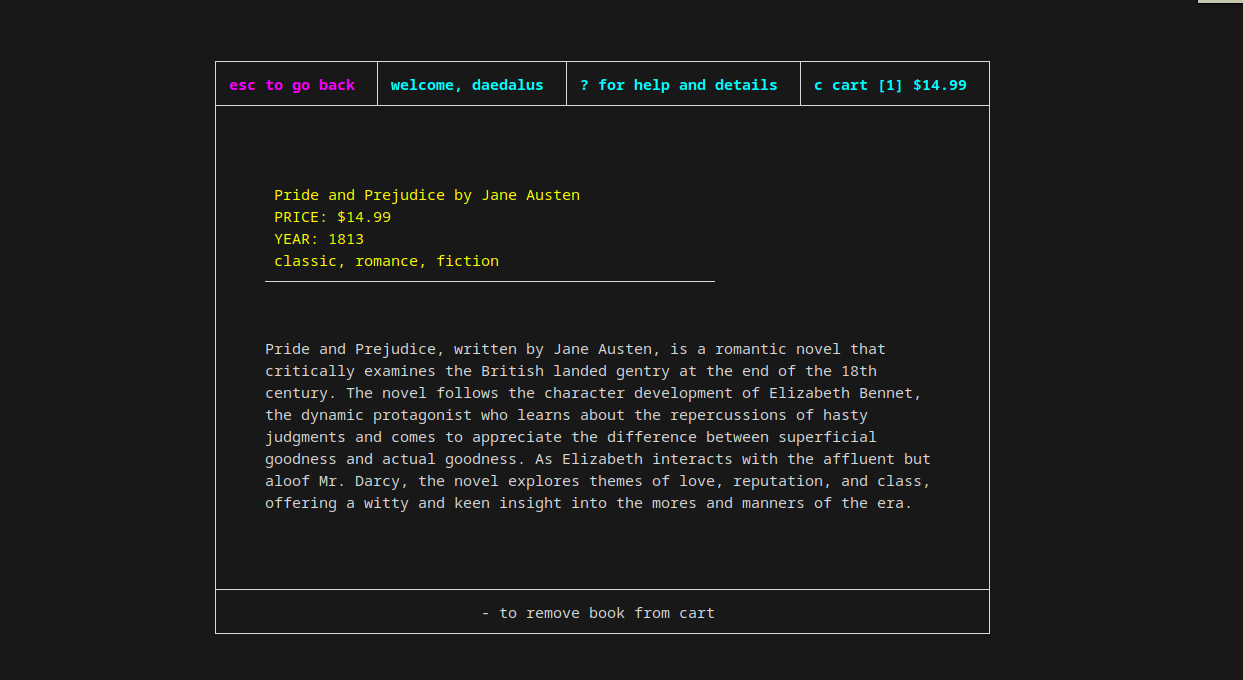 esc to go back welcome, daedalus ? for help and details c cart [1] $14.99
Pride and Prejudice by Jane Austen
PRICE: $14.99
YEAR: 1813
classic, romance, fiction
Pride and Prejudice, written by Jane Austen, is a romantic novel that
critically examines the British landed gentry at the end of the 18th
century. The novel follows the character development of Elizabeth Bennet,
the dynamic protagonist who learns about the repercussions of hasty
judgments and comes to appreciate the difference between superficial
goodness and actual goodness. As Elizabeth interacts with the affluent but
aloof Mr. Darcy, the novel explores themes of love, reputation, and class,
offering a witty and keen insight into the mores and manners of the era.
- to remove book from cart